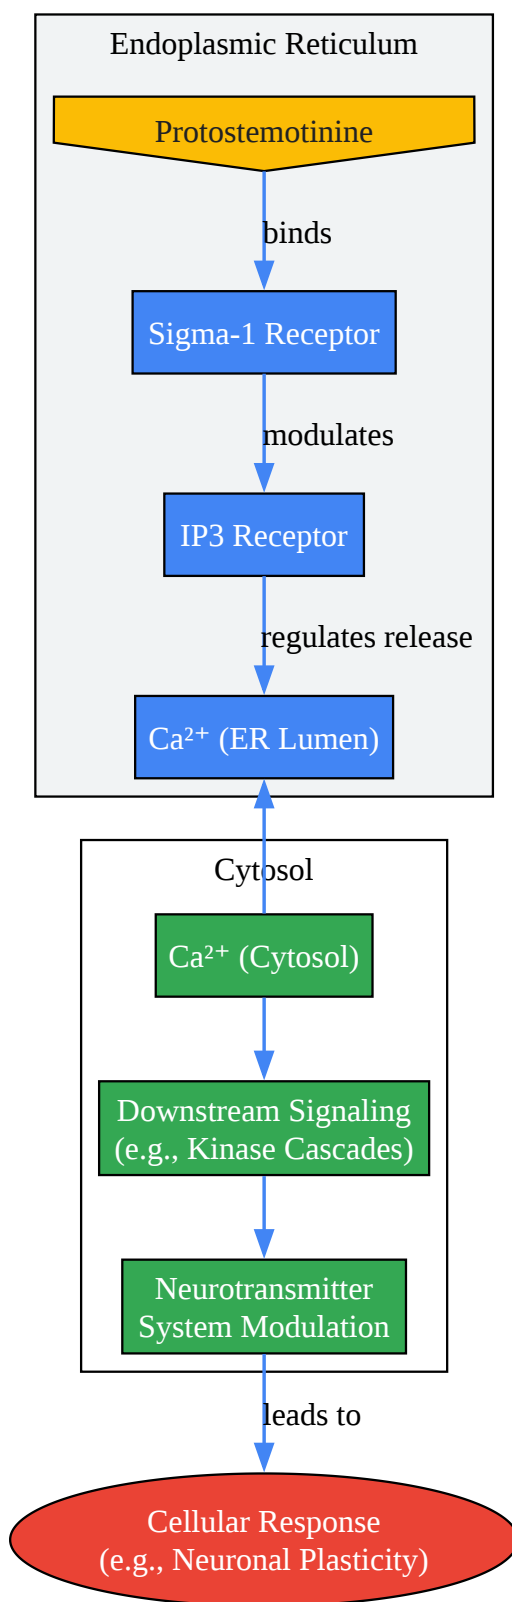 Endoplasmic Reticulum
Protostemotinine
binds
Sigma-1 Receptor
modulates
IP3 Receptor
regulates release
Ca²⁺ (ER Lumen)
Cytosol
Ca²⁺ (Cytosol)
Downstream Signaling
(e.g., Kinase Cascades)
Neurotransmitter
System Modulation
leads to
Cellular Response
(e.g., Neuronal Plasticity)